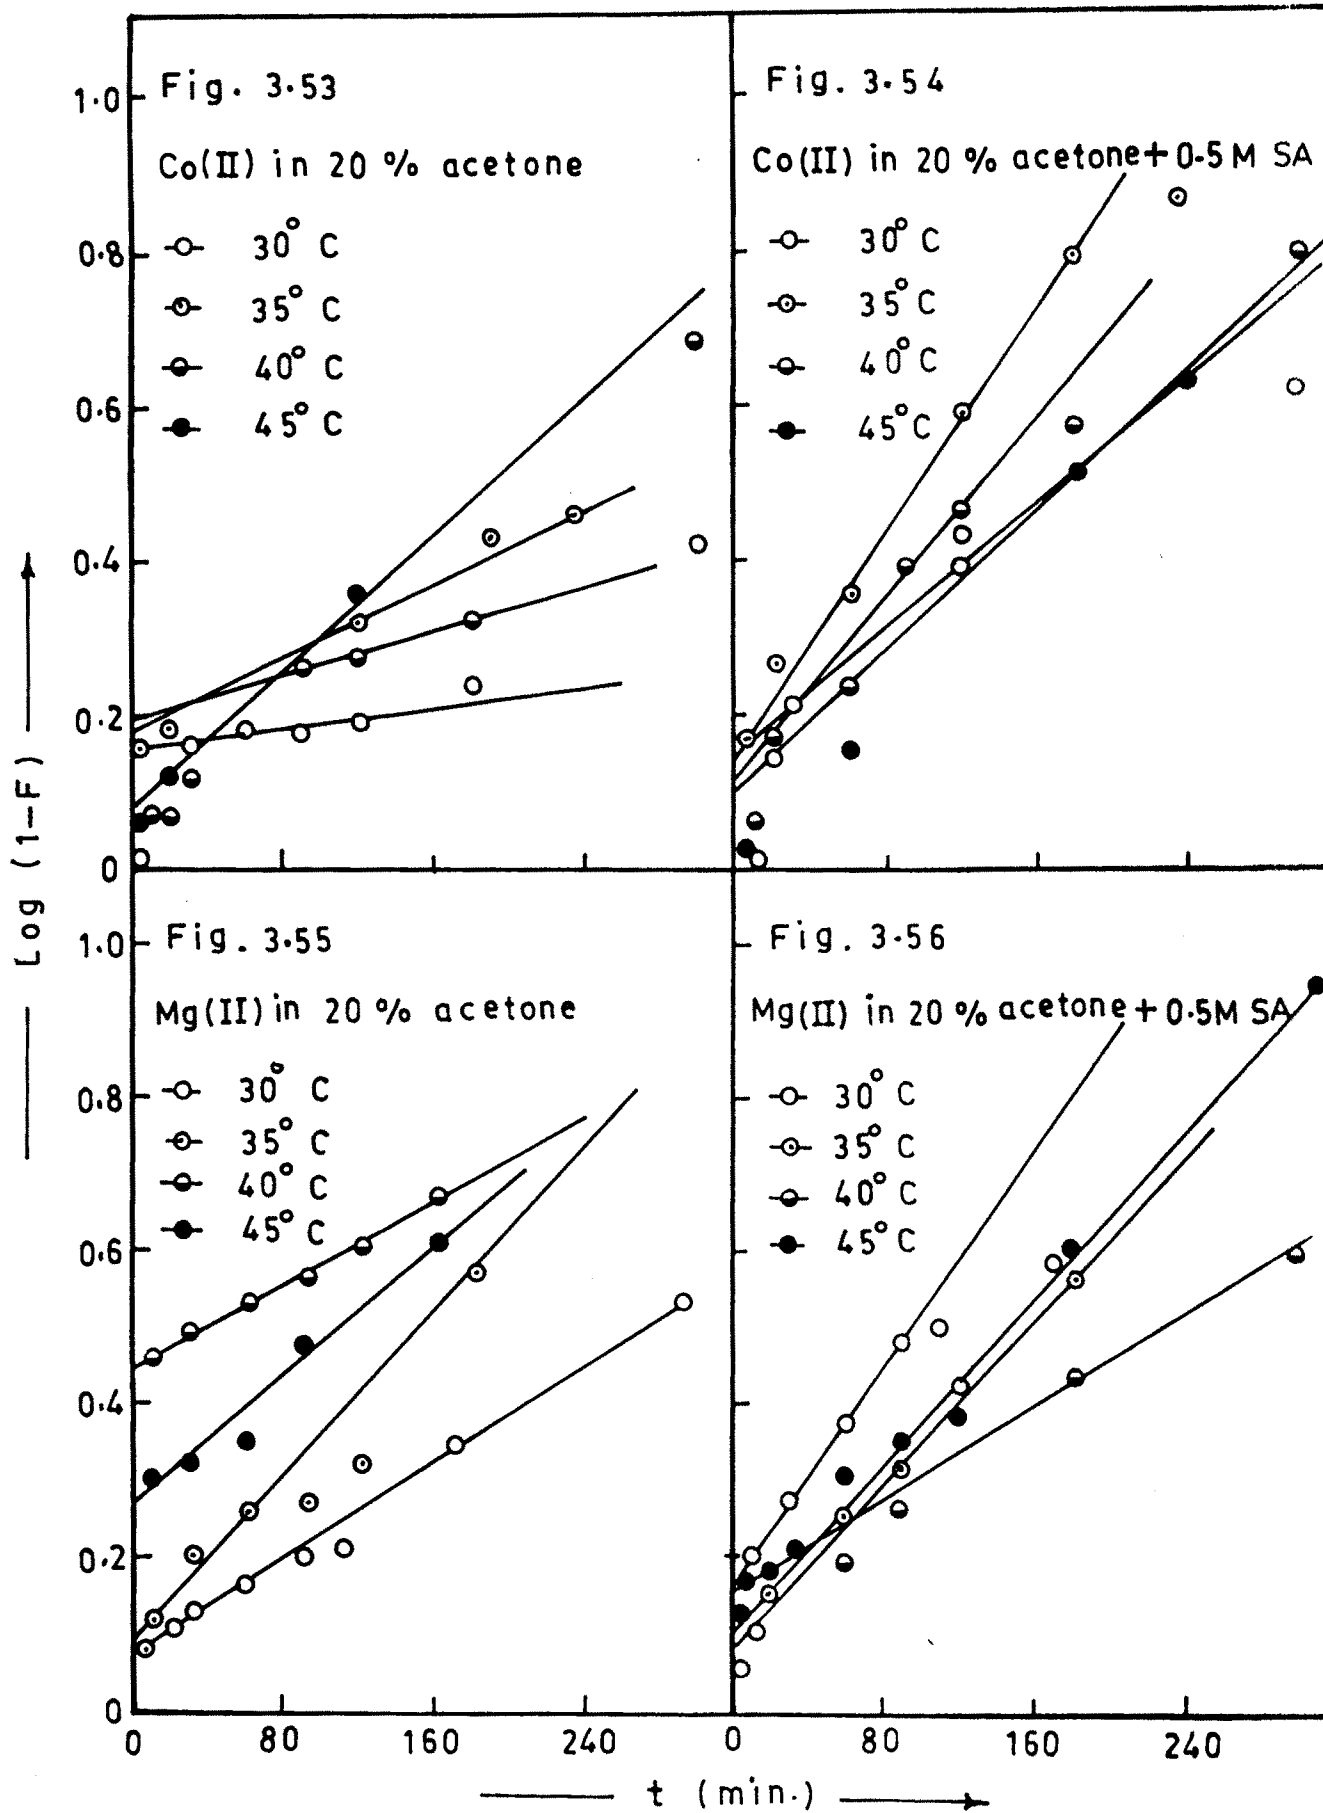 Fig. 3.53
Co(II) in 20 % acetone
30° C
35° C
40° C
45° C
1.0
0.8
0.6
0.4
0.2
0
Fig. 3.54
Co(II) in 20 % acetone + 0.5 M SA
30° C
35° C
40° C
45° C
Log (1-F)
Fig. 3.55
Mg(II) in 20 % acetone
30° C
35° C
40° C
45° C
1.0
0.8
0.6
0.4
0.2
0
0 80 160 240
Fig. 3.56
Mg(II) in 20 % acetone + 0.5M SA
30° C
35° C
40° C
45° C
0 80 160 240
t (min.)